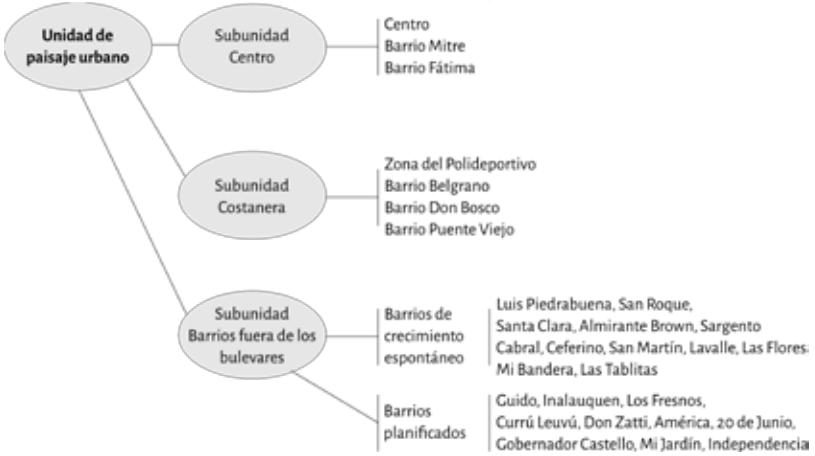 Unidad de
paisaje urbano
Subunidad
Centro
Centro
Barrio Mitre
Barrio Fátima
Subunidad
Costanera
Zona del Polideportivo
Barrio Belgrano
Barrio Don Bosco
Barrio Puente Viejo
Subunidad
Barrios fuera de los
bulevares
Barrios de
crecimiento
espontáneo
Luis Piedrabuena, San Roque,
Santa Clara, Almirante Brown, Sargento
Cabral, Ceferino, San Martín, Lavalle, Las Flores
Mi Bandera, Las Tablitas
Barrios
planificados
Guido, Inalauquen, Los Fresnos,
Currú Leuvú, Don Zatti, América, 20 de Junio,
Gobernador Castello, Mi Jardín, Independencia